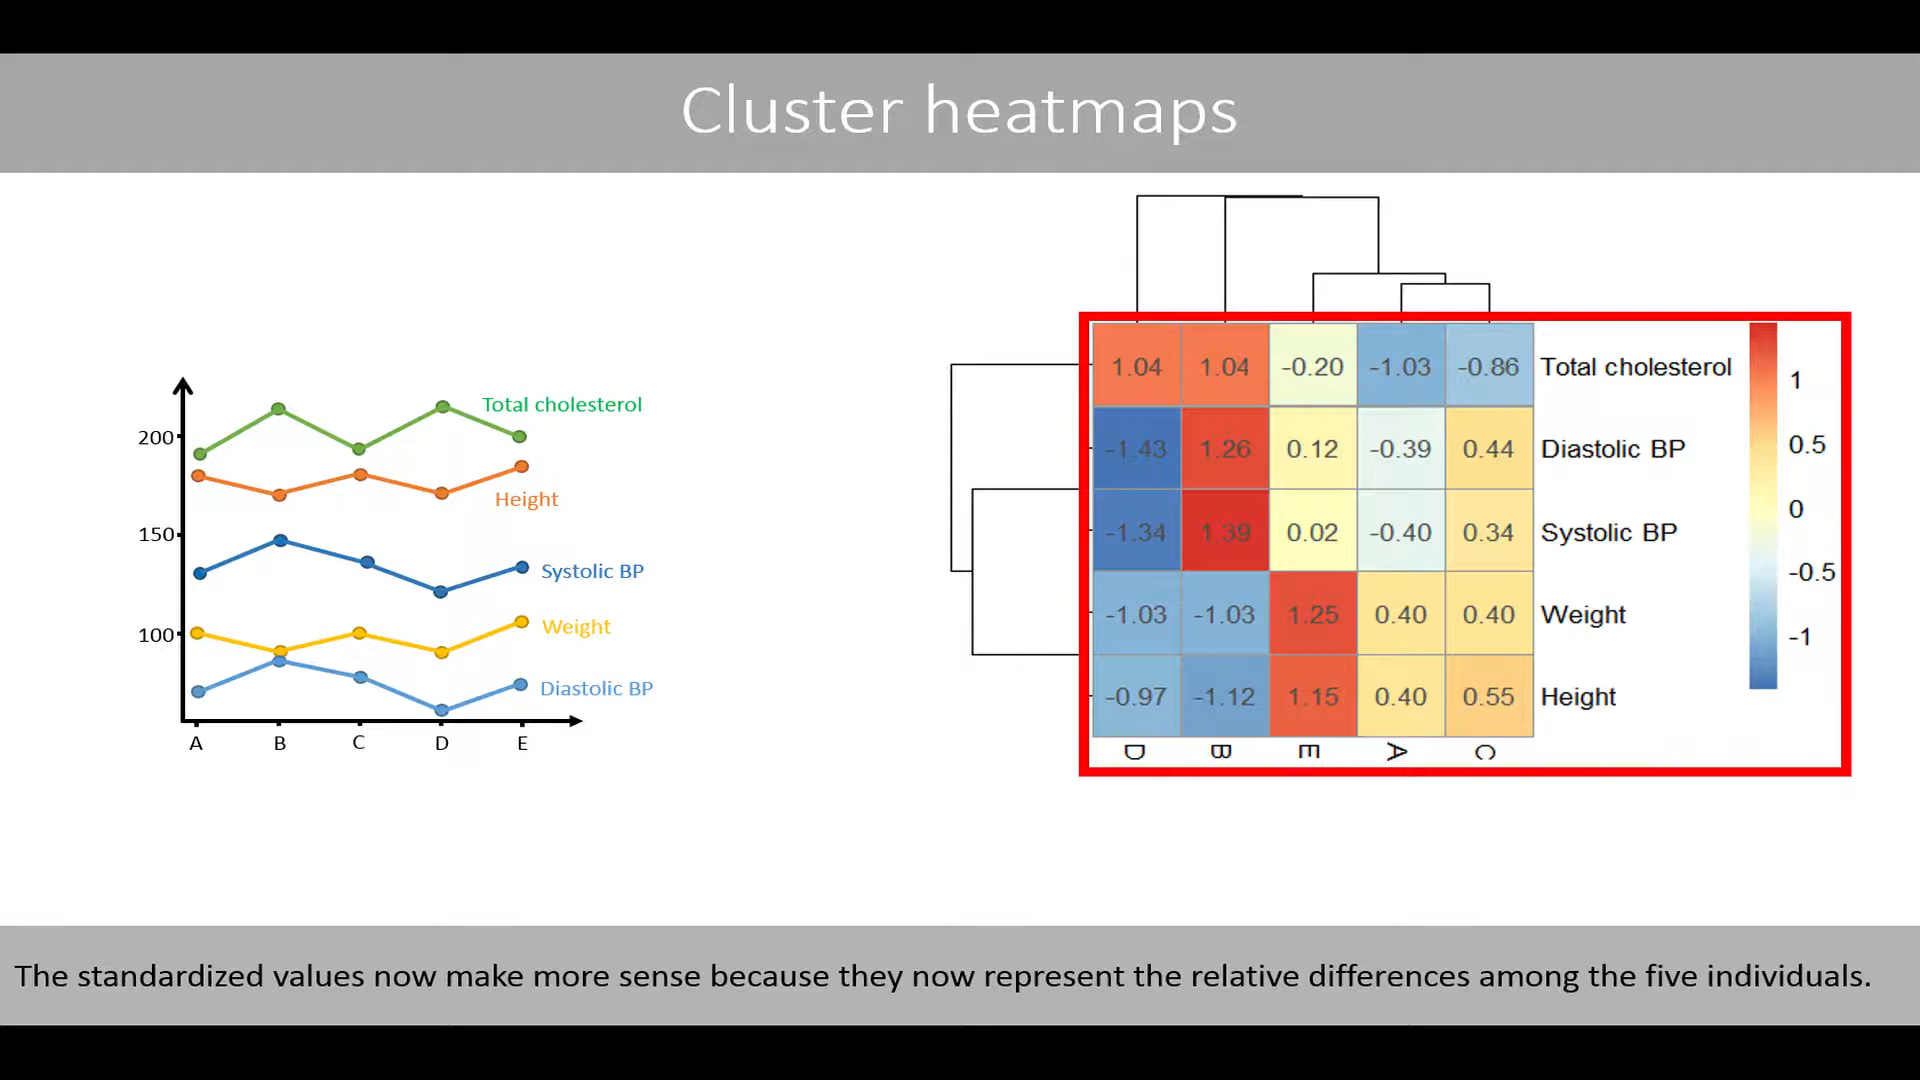 Cluster heatmaps
200
150
100
A B C D E
Total cholesterol
Height
Systolic BP
Weight
Diastolic BP
1.04 1.04 -0.20 -1.03 -0.86 Total cholesterol
-1.43 1.26 0.12 -0.39 0.44 Diastolic BP
-1.34 1.39 0.02 -0.40 0.34 Systolic BP
-1.03 -1.03 1.25 0.40 0.40 Weight
-0.97 -1.12 1.15 0.40 0.55 Height
D B E A C
1
0.5
0
-0.5
-1
The standardized values now make more sense because they now represent the relative differences among the five individuals.